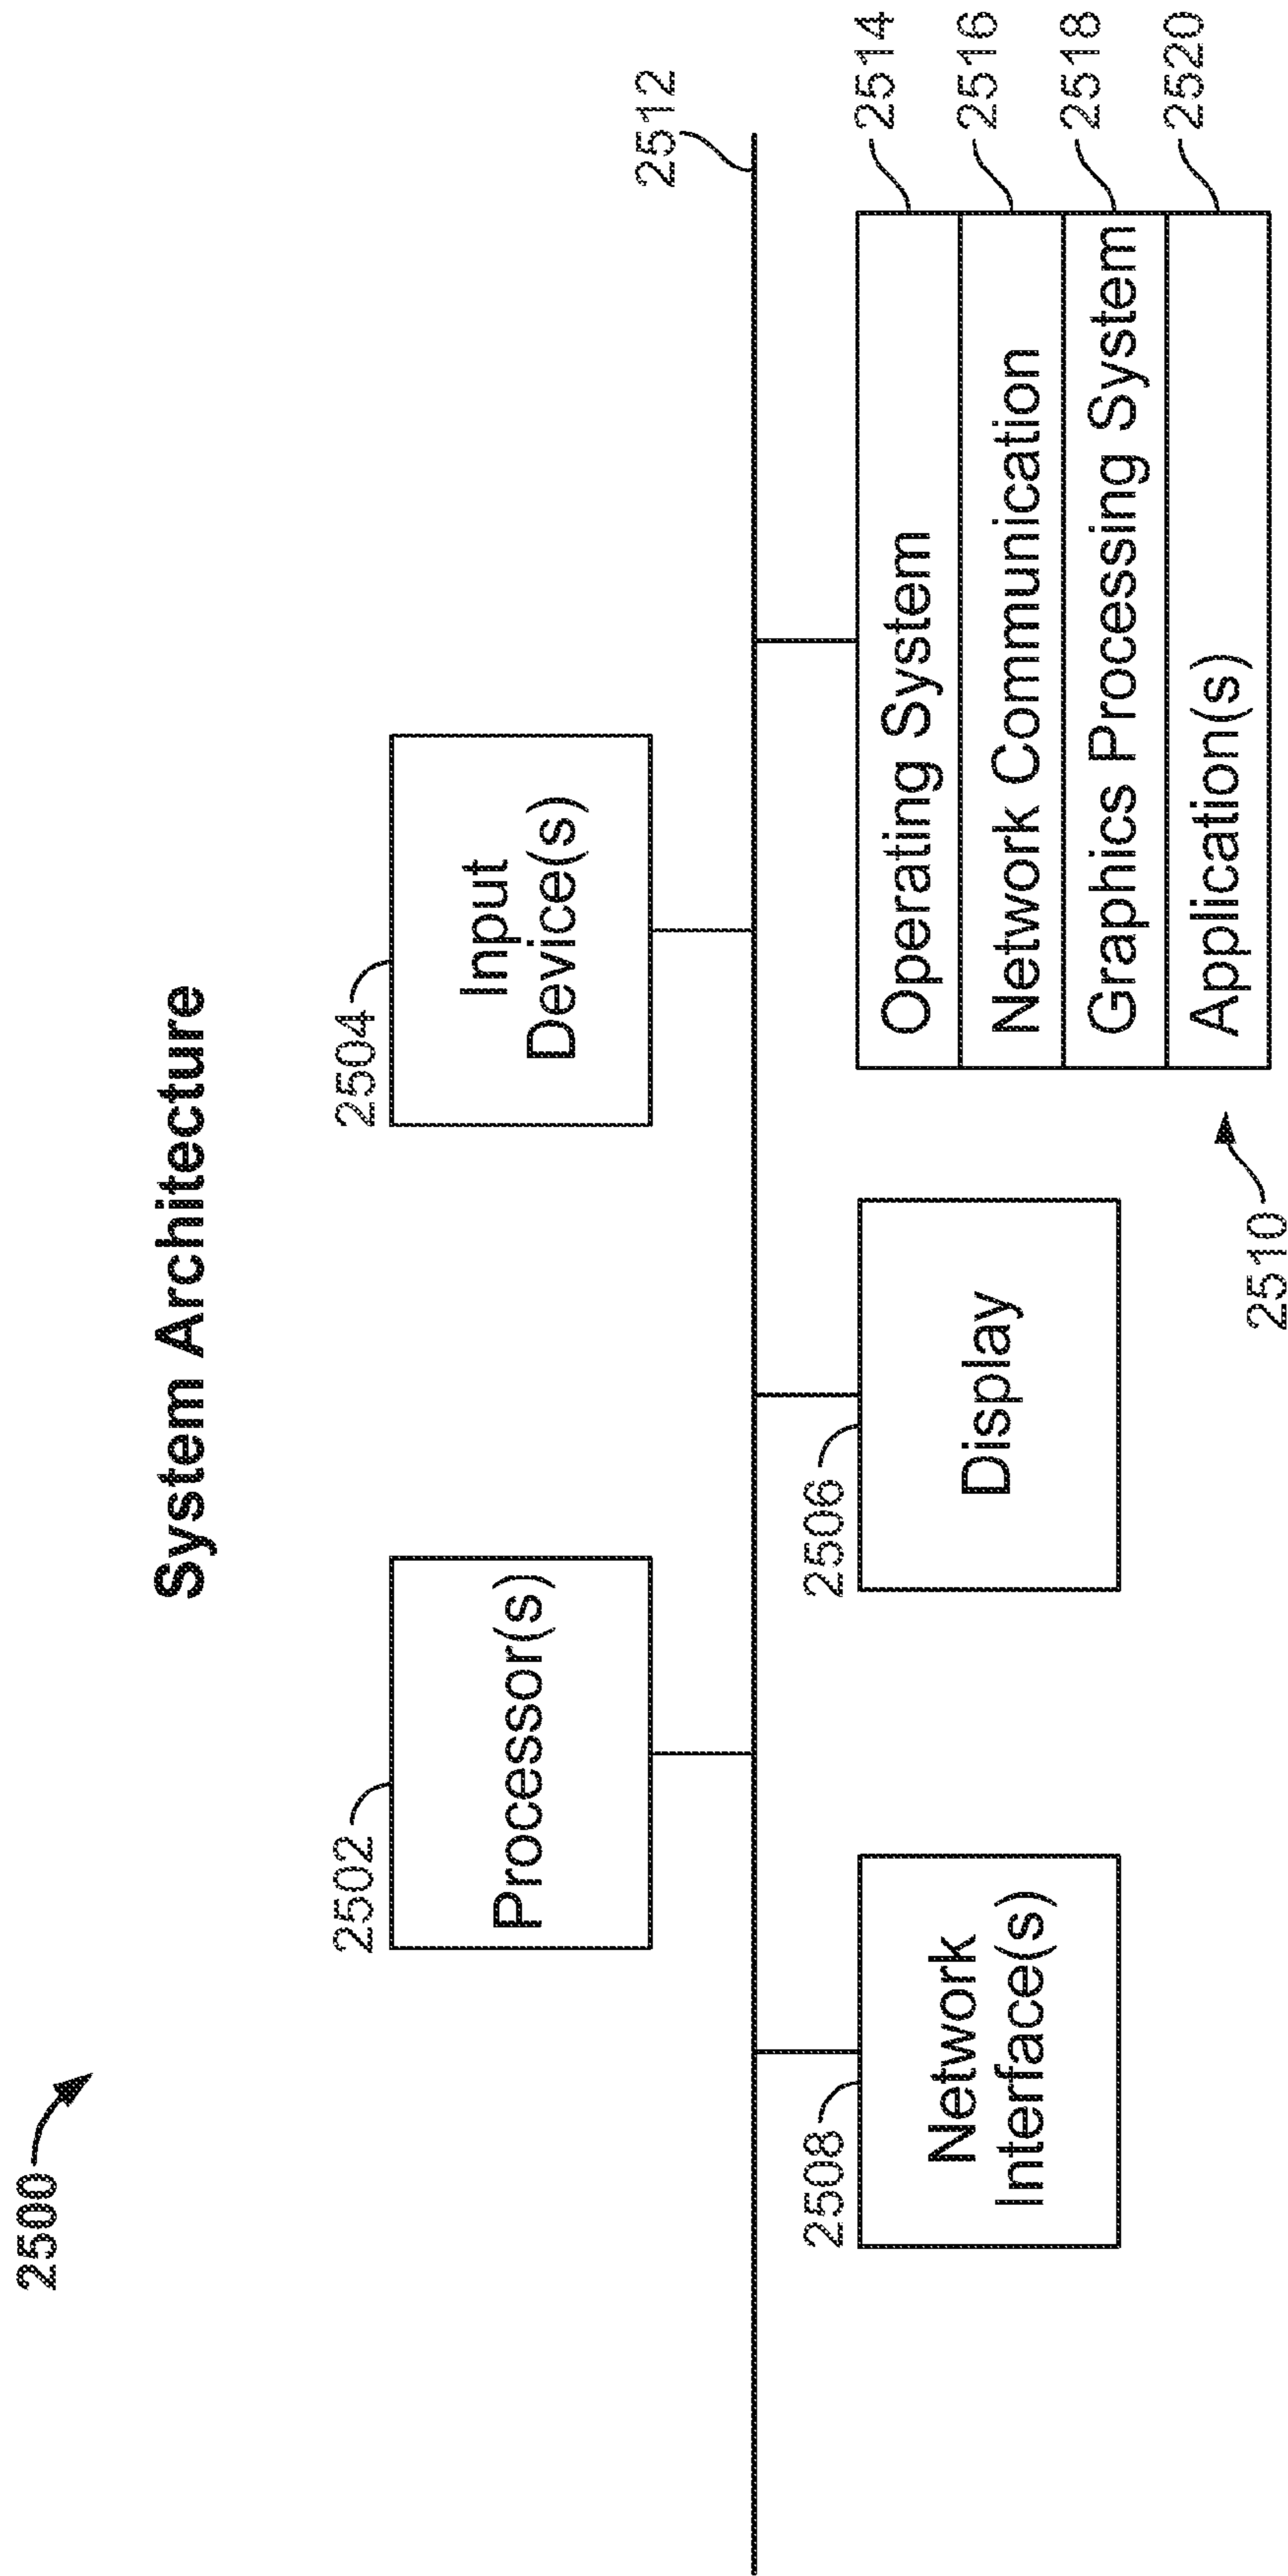 2500
System Architecture
2502
Processor(s)
2504
Input
Device(s)
2512
2508
Network
Interface(s)
2506
Display
2510
Operating System
2514
Network Communication
2516
Graphics Processing System
2518
Application(s)
2520